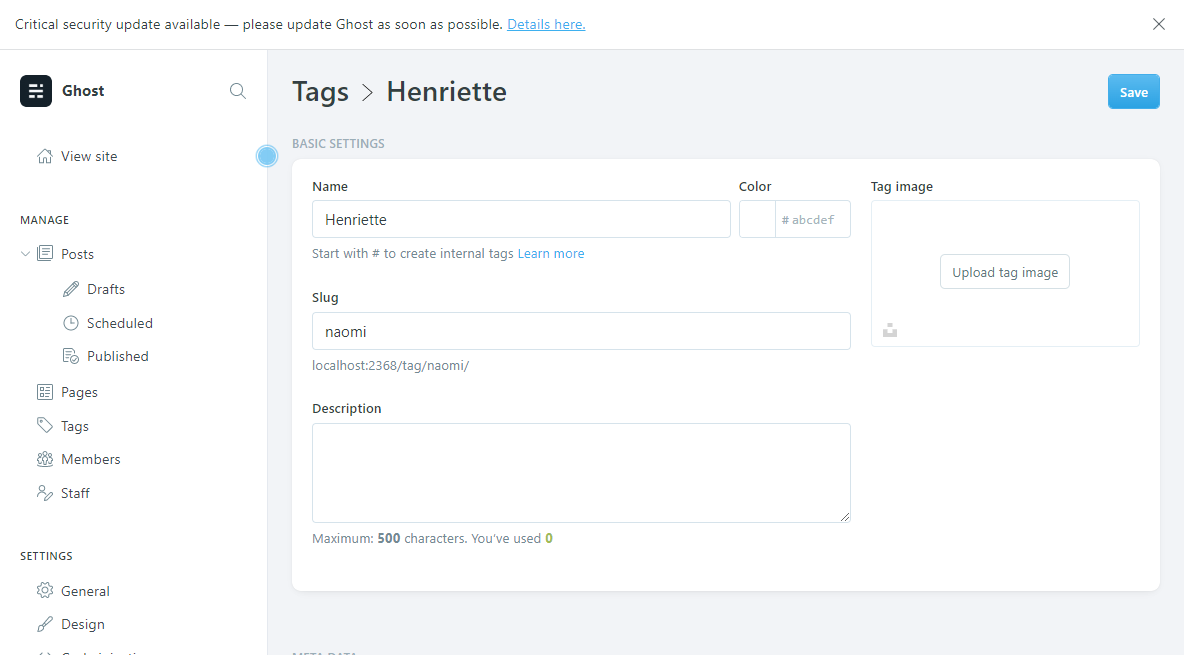 Critical security update available — please update Ghost as soon as possible. Details here.
Ghost
View site
MANAGE
Posts
Drafts
Scheduled
Published
Pages
Tags
Members
Staff
SETTINGS
General
Design
Tags > Henriette
Save
BASIC SETTINGS
Name
Henriette
Start with # to create internal tags Learn more
Color
# abcdef
Slug
naomi
localhost:2368/tag/naomi/
Description
Maximum: 500 characters. You've used 0
Tag image
Upload tag image
META DATA